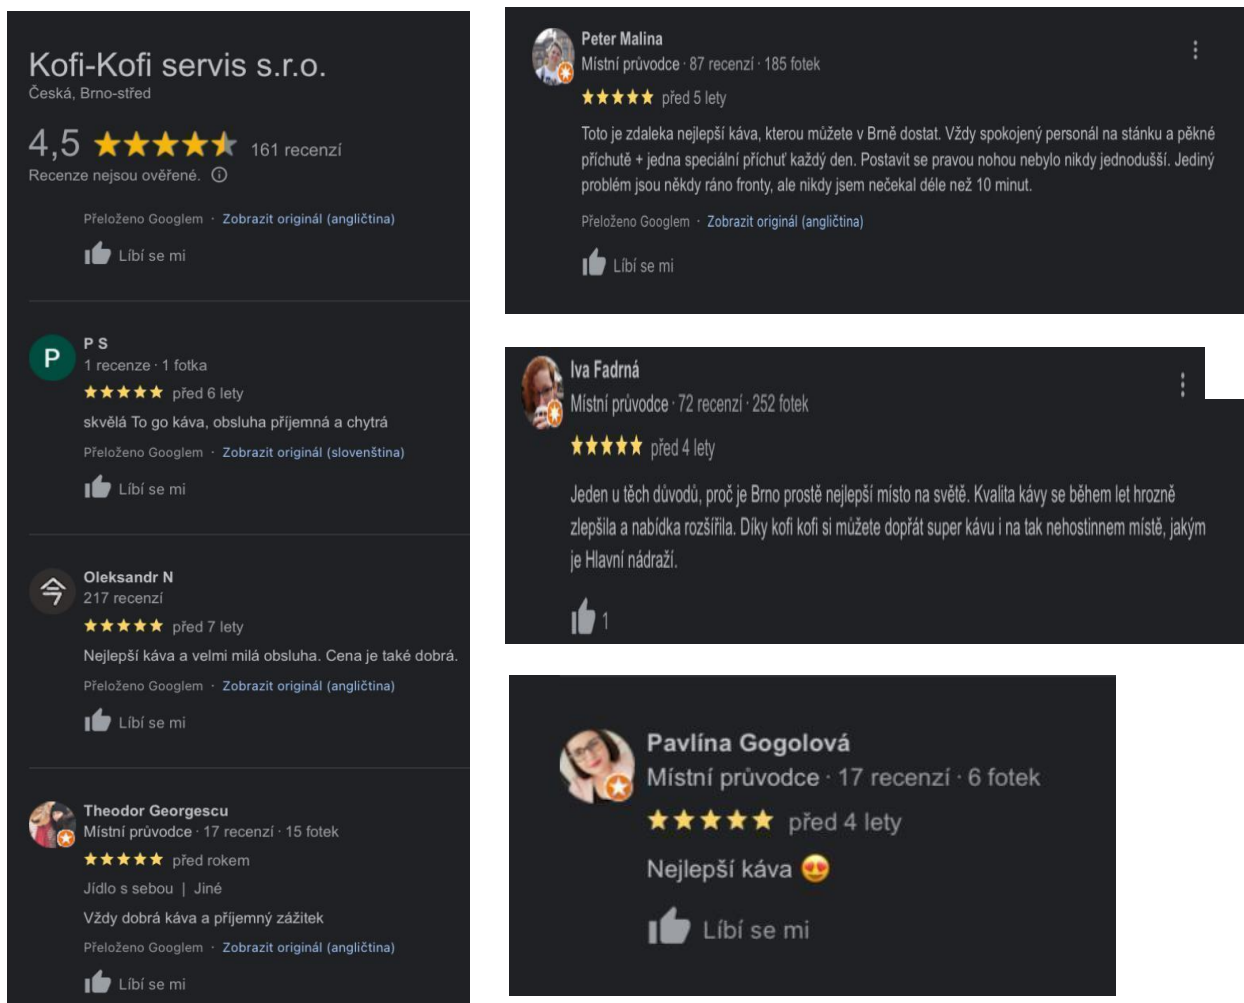 Kofi-Kofi servis s.r.o.
Česká, Brno-střed
4,5 161 recenzí
Recenze nejsou ověřené.
Přeloženo Googlem · Zobrazit originál (angličtina)
Líbí se mi
P
P S
1 recenze · 1 fotka
před 6 lety
skvělá To go káva, obsluha příjemná a chytrá
Přeloženo Googlem · Zobrazit originál (slovenština)
Líbí se mi
Oleksandr N
217 recenzí
před 7 lety
Nejlepší káva a velmi milá obsluha. Cena je také dobrá.
Přeloženo Googlem · Zobrazit originál (angličtina)
Líbí se mi
Theodor Georgescu
Místní průvodce · 17 recenzí · 15 fotek
před rokem
Jídlo s sebou | Jiné
Vždy dobrá káva a příjemný zážitek
Přeloženo Googlem · Zobrazit originál (angličtina)
Líbí se mi
Peter Malina
Místní průvodce · 87 recenzí · 185 fotek
před 5 lety
Toto je zdaleka nejlepší káva, kterou můžete v Brně dostat. Vždy spokojený personál na stánku a pěkné
příchutě + jedna speciální příchuť každý den. Postavit se pravou nohou nebylo nikdy jednodušší. Jediný
problém jsou někdy ráno fronty, ale nikdy jsem nečekal déle než 10 minut.
Přeloženo Googlem · Zobrazit originál (angličtina)
Líbí se mi
Iva Fadrná
Místní průvodce · 72 recenzí · 252 fotek
před 4 lety
Jeden u těch důvodů, proč je Brno prostě nejlepší místo na světě. Kvalita kávy se během let hrozně
zlepšila a nabídka rozšířila. Díky kofi kofi si můžete dopřát super kávu i na tak nehostinnem místě, jakým
je Hlavní nádraží.
1
Pavlína Gogolová
Místní průvodce · 17 recenzí · 6 fotek
před 4 lety
Nejlepší káva 😍
Líbí se mi